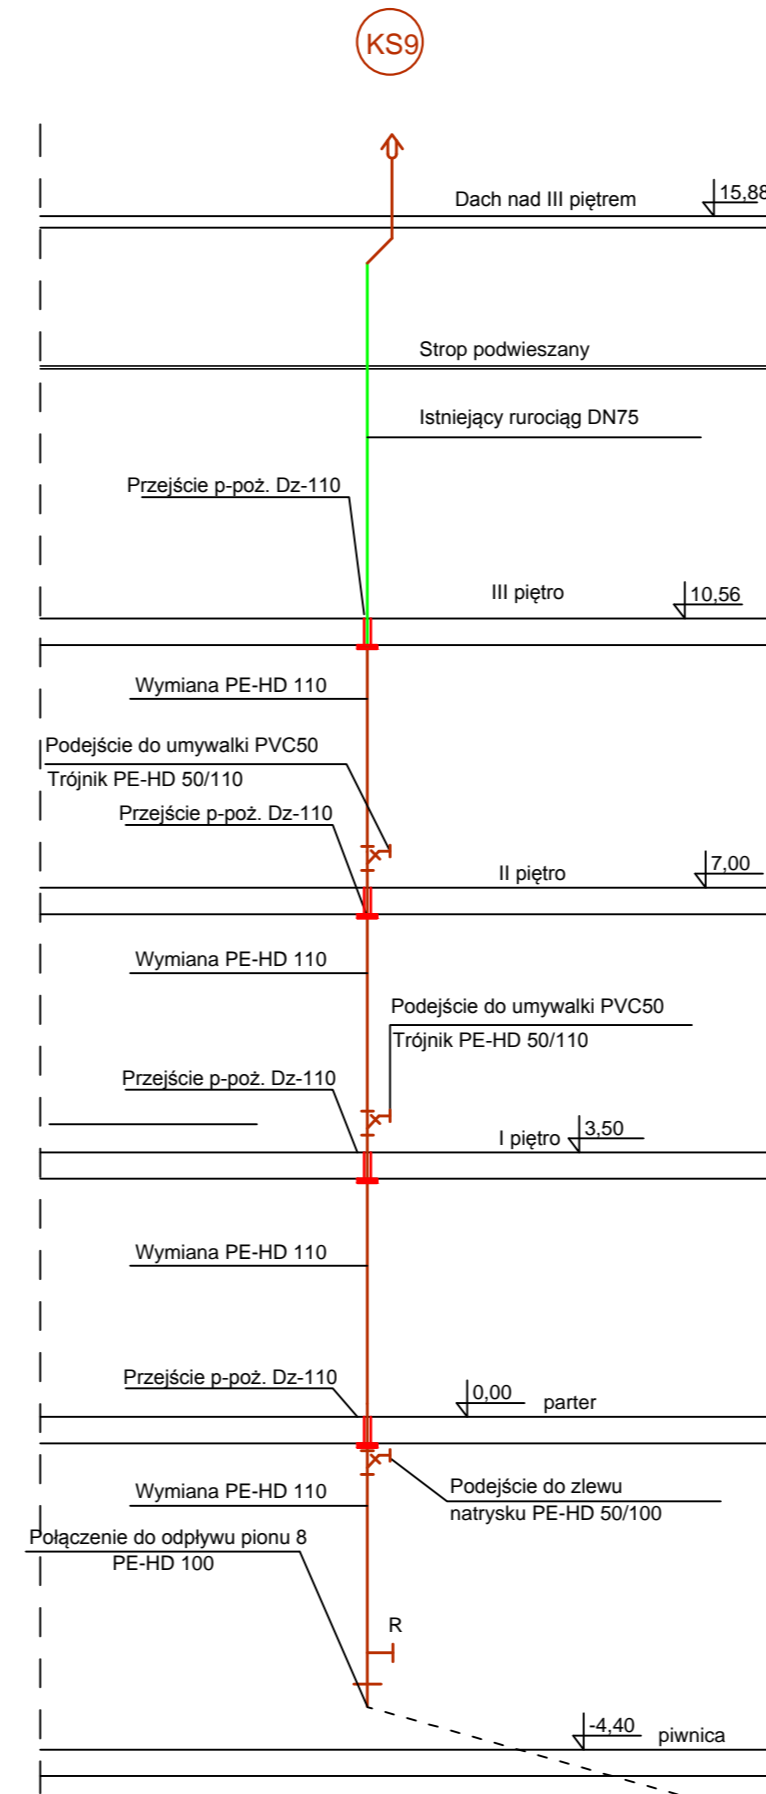 KS9
Dach nad III piętrem
15,88
Strop podwieszany
Istniejący rurociąg DN75
Przejście p-poż. Dz-110
III piętro
10,56
Wymiana PE-HD 110
Podejście do umywalki PVC50
Trójnik PE-HD 50/110
Przejście p-poż. Dz-110
II piętro
7,00
Wymiana PE-HD 110
Podejście do umywalki PVC50
Trójnik PE-HD 50/110
Przejście p-poż. Dz-110
I piętro
3,50
Wymiana PE-HD 110
Przejście p-poż. Dz-110
0,00
parter
Wymiana PE-HD 110
Podejście do zlewu
natrysku PE-HD 50/100
Połączenie do odpływu pionu 8
PE-HD 100
R
-4,40
piwnica